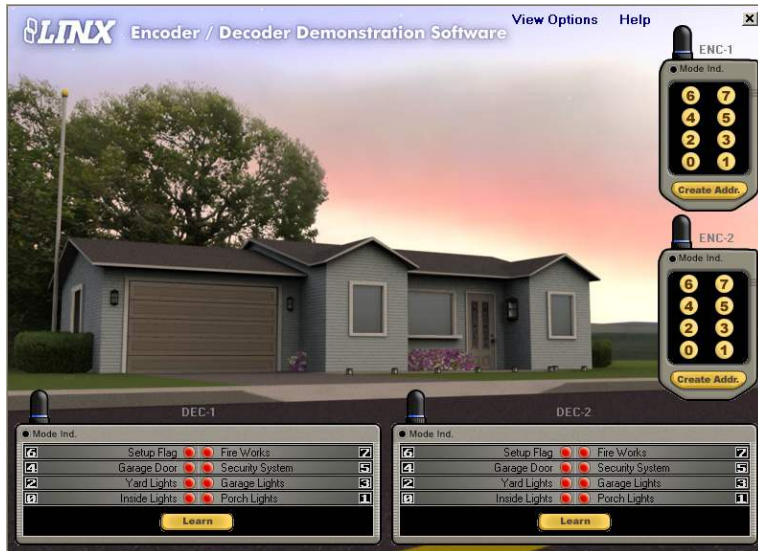 LINX Encoder / Decoder Demonstration Software
View Options Help X
ENC-1
Mode Ind.
6 7
4 5
2 3
0 1
Create Addr.
ENC-2
Mode Ind.
6 7
4 5
2 3
0 1
Create Addr.
DEC-1
Mode Ind.
6 Setup Flag Fire Works 7
4 Garage Door Security System 5
2 Yard Lights Garage Lights 3
0 Inside Lights Porch Lights 1
Learn
DEC-2
Mode Ind.
6 Setup Flag Fire Works 7
4 Garage Door Security System 5
2 Yard Lights Garage Lights 3
0 Inside Lights Porch Lights 1
Learn